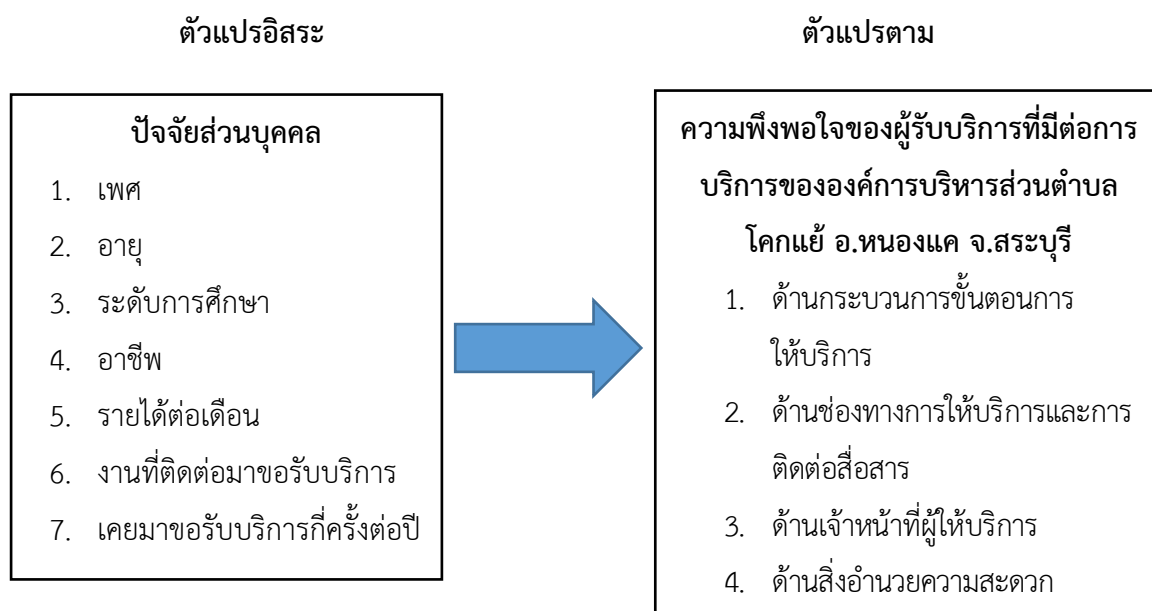 ตัวแปรอิสระ
ตัวแปรตาม
ปัจจัยส่วนบุคคล
1. เพศ
2. อายุ
3. ระดับการศึกษา
4. อาชีพ
5. รายได้ต่อเดือน
6. งานที่ติดต่อมาขอรับบริการ
7. เคยมาขอรับบริการกี่ครั้งต่อปี
ความพึงพอใจของผู้รับบริการที่มีต่อการ
บริการขององค์การบริหารส่วนตำบล
โคกแย้ อ.หนองแค จ.สระบุรี
1. ด้านกระบวนการขั้นตอนการ
ให้บริการ
2. ด้านช่องทางการให้บริการและการ
ติดต่อสื่อสาร
3. ด้านเจ้าหน้าที่ผู้ให้บริการ
4. ด้านสิ่งอำนวยความสะดวก